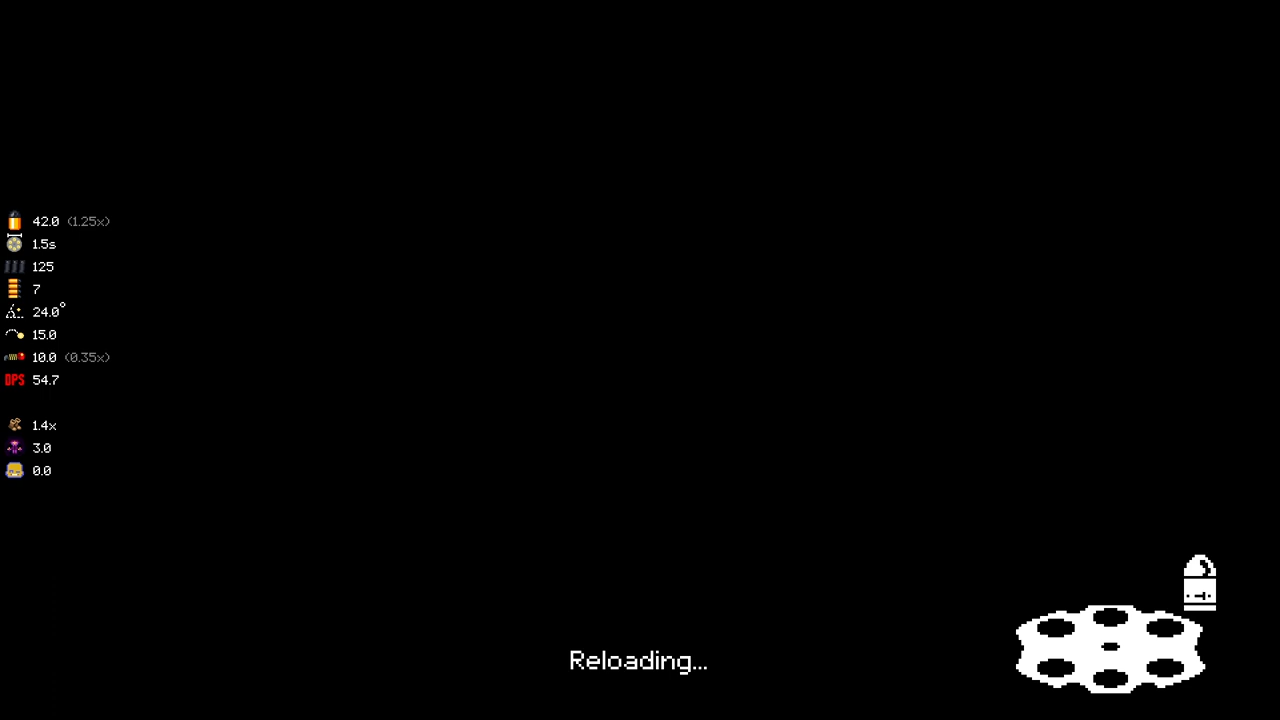 42.0 (1.25x)
1.5s
125
7
24.0°
15.0
10.0 (0.35x)
DPS 54.7
1.4x
3.0
0.0
Reloading...